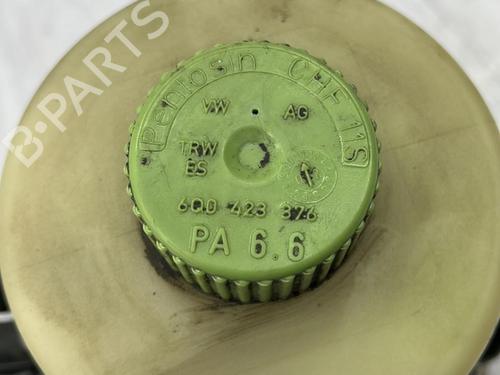 B-PARTS
Pentosin CHF 11S
VW AG
TRW
ES
6Q0 423 376
PA 6.6